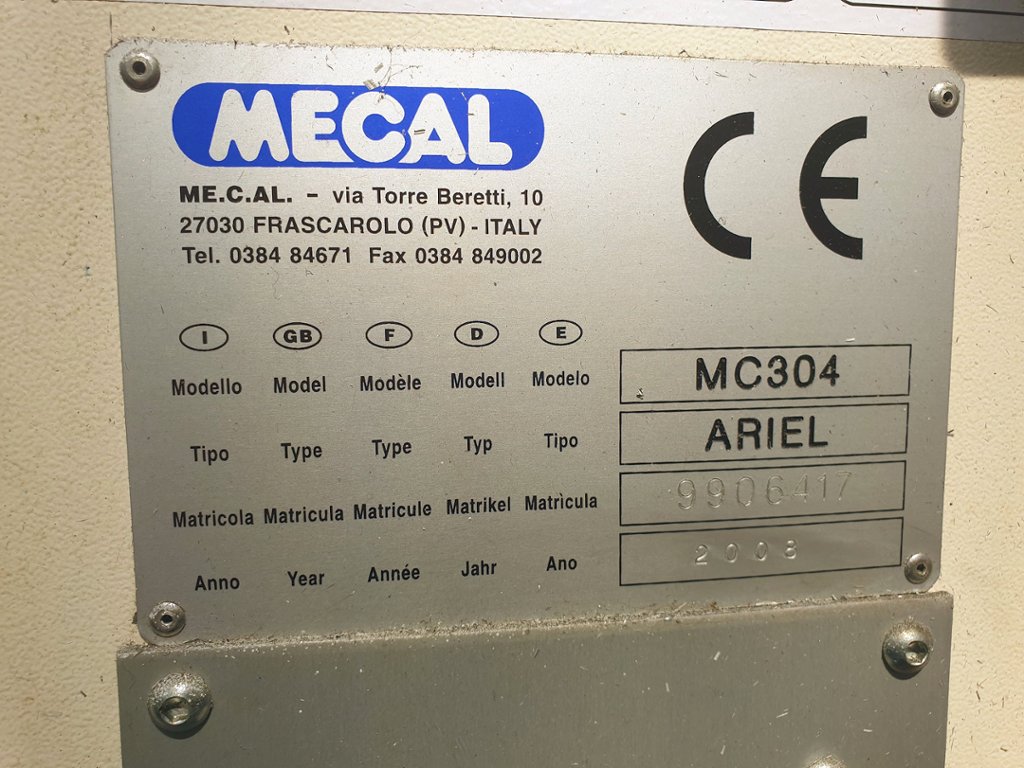 MECAL
CE
ME.C.AL. – via Torre Beretti, 10
27030 FRASCAROLO (PV) - ITALY
Tel. 0384 84671 Fax 0384 849002
I GB F D E
Modello Model Modèle Modell Modelo MC304
Tipo Type Type Typ Tipo ARIEL
Matricola Matricula Matricule Matrikel Matrìcula 9906417
Anno Year Année Jahr Ano 2008